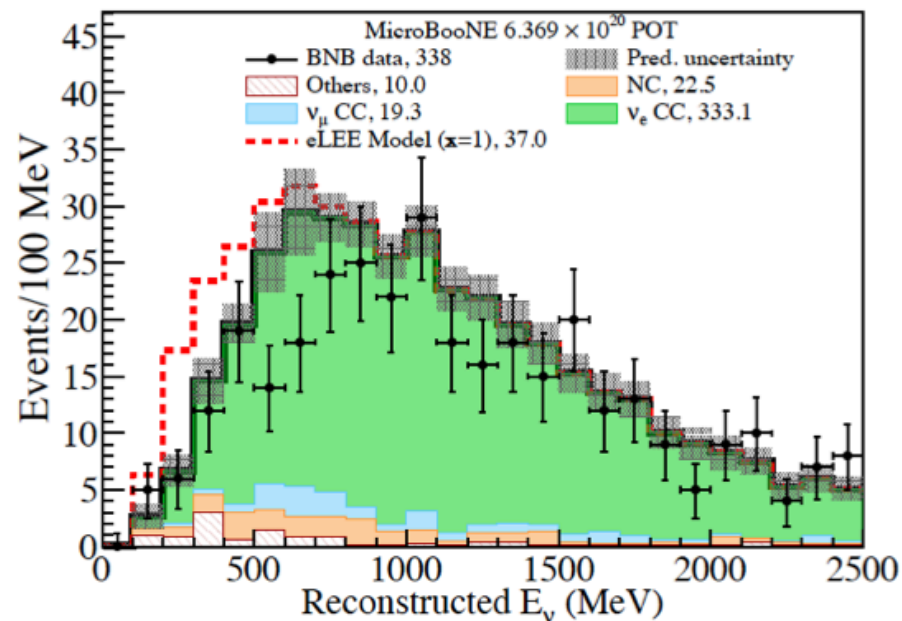 MicroBooNE 6.369 × 10²⁰ POT
BNB data, 338
Pred. uncertainty
Others, 10.0
NC, 22.5
νμ CC, 19.3
νe CC, 333.1
eLEE Model (x=1), 37.0
Events/100 MeV
45
40
35
30
25
20
15
10
5
0
0 500 1000 1500 2000 2500
Reconstructed Eν (MeV)